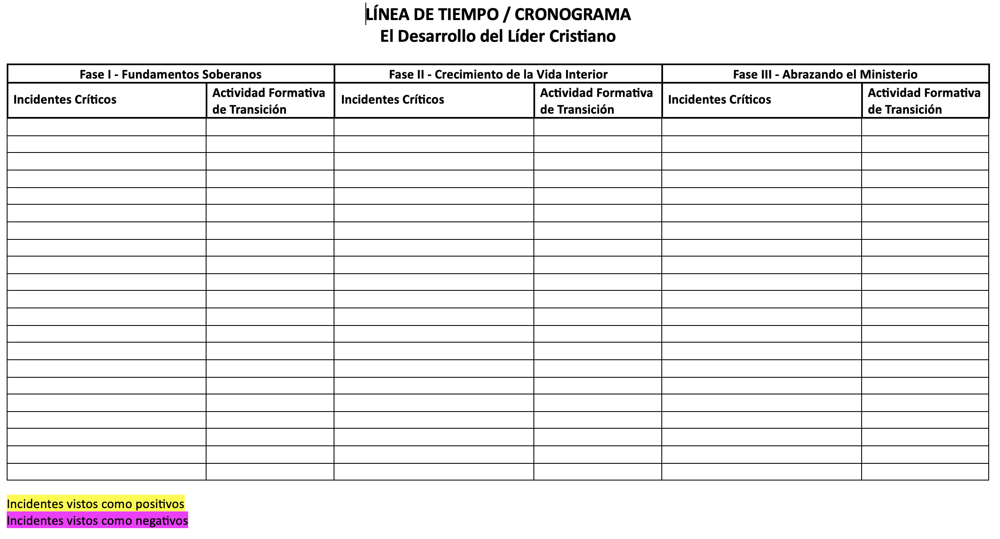 LÍNEA DE TIEMPO / CRONOGRAMA
El Desarrollo del Líder Cristiano
Fase I - Fundamentos Soberanos
Fase II - Crecimiento de la Vida Interior
Fase III - Abrazando el Ministerio
Incidentes Críticos
Actividad Formativa
de Transición
Incidentes Críticos
Actividad Formativa
de Transición
Incidentes Críticos
Actividad Formativa
de Transición
Incidentes vistos como positivos
Incidentes vistos como negativos